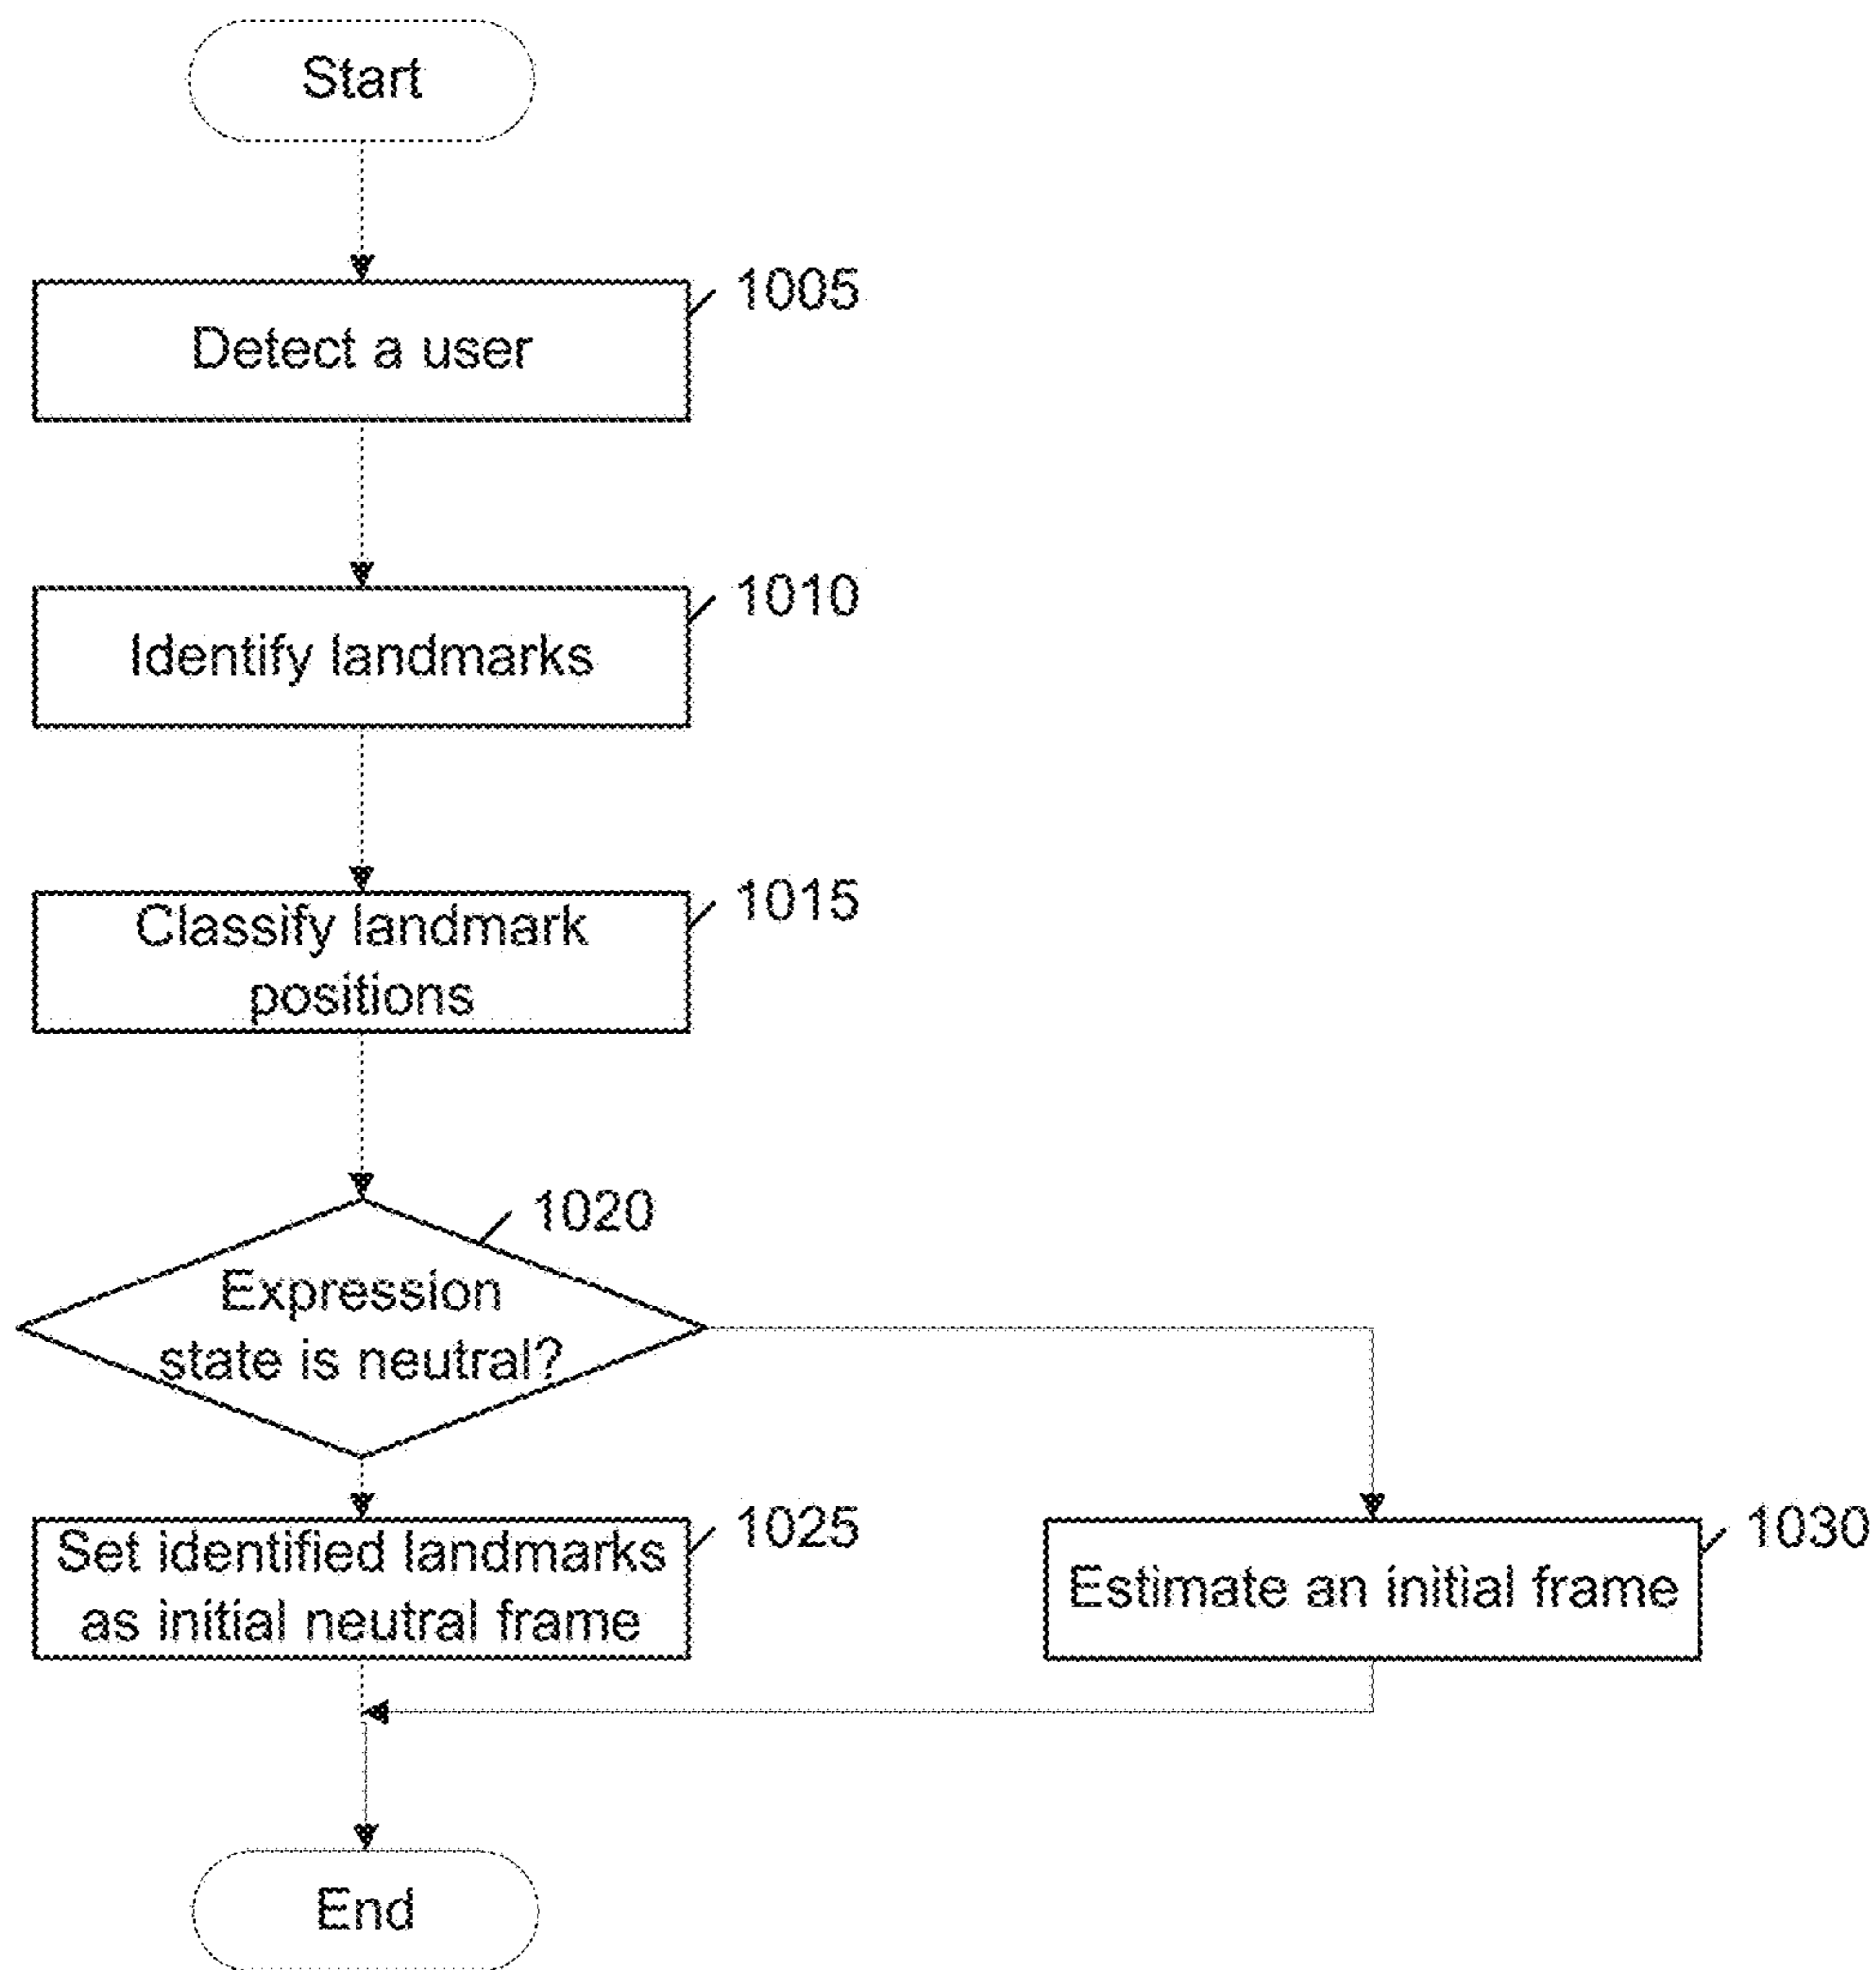 Start
1005
Detect a user
1010
Identify landmarks
1015
Classify landmark
positions
1020
Expression
state is neutral?
1025
Set identified landmarks
as initial neutral frame
1030
Estimate an initial frame
End